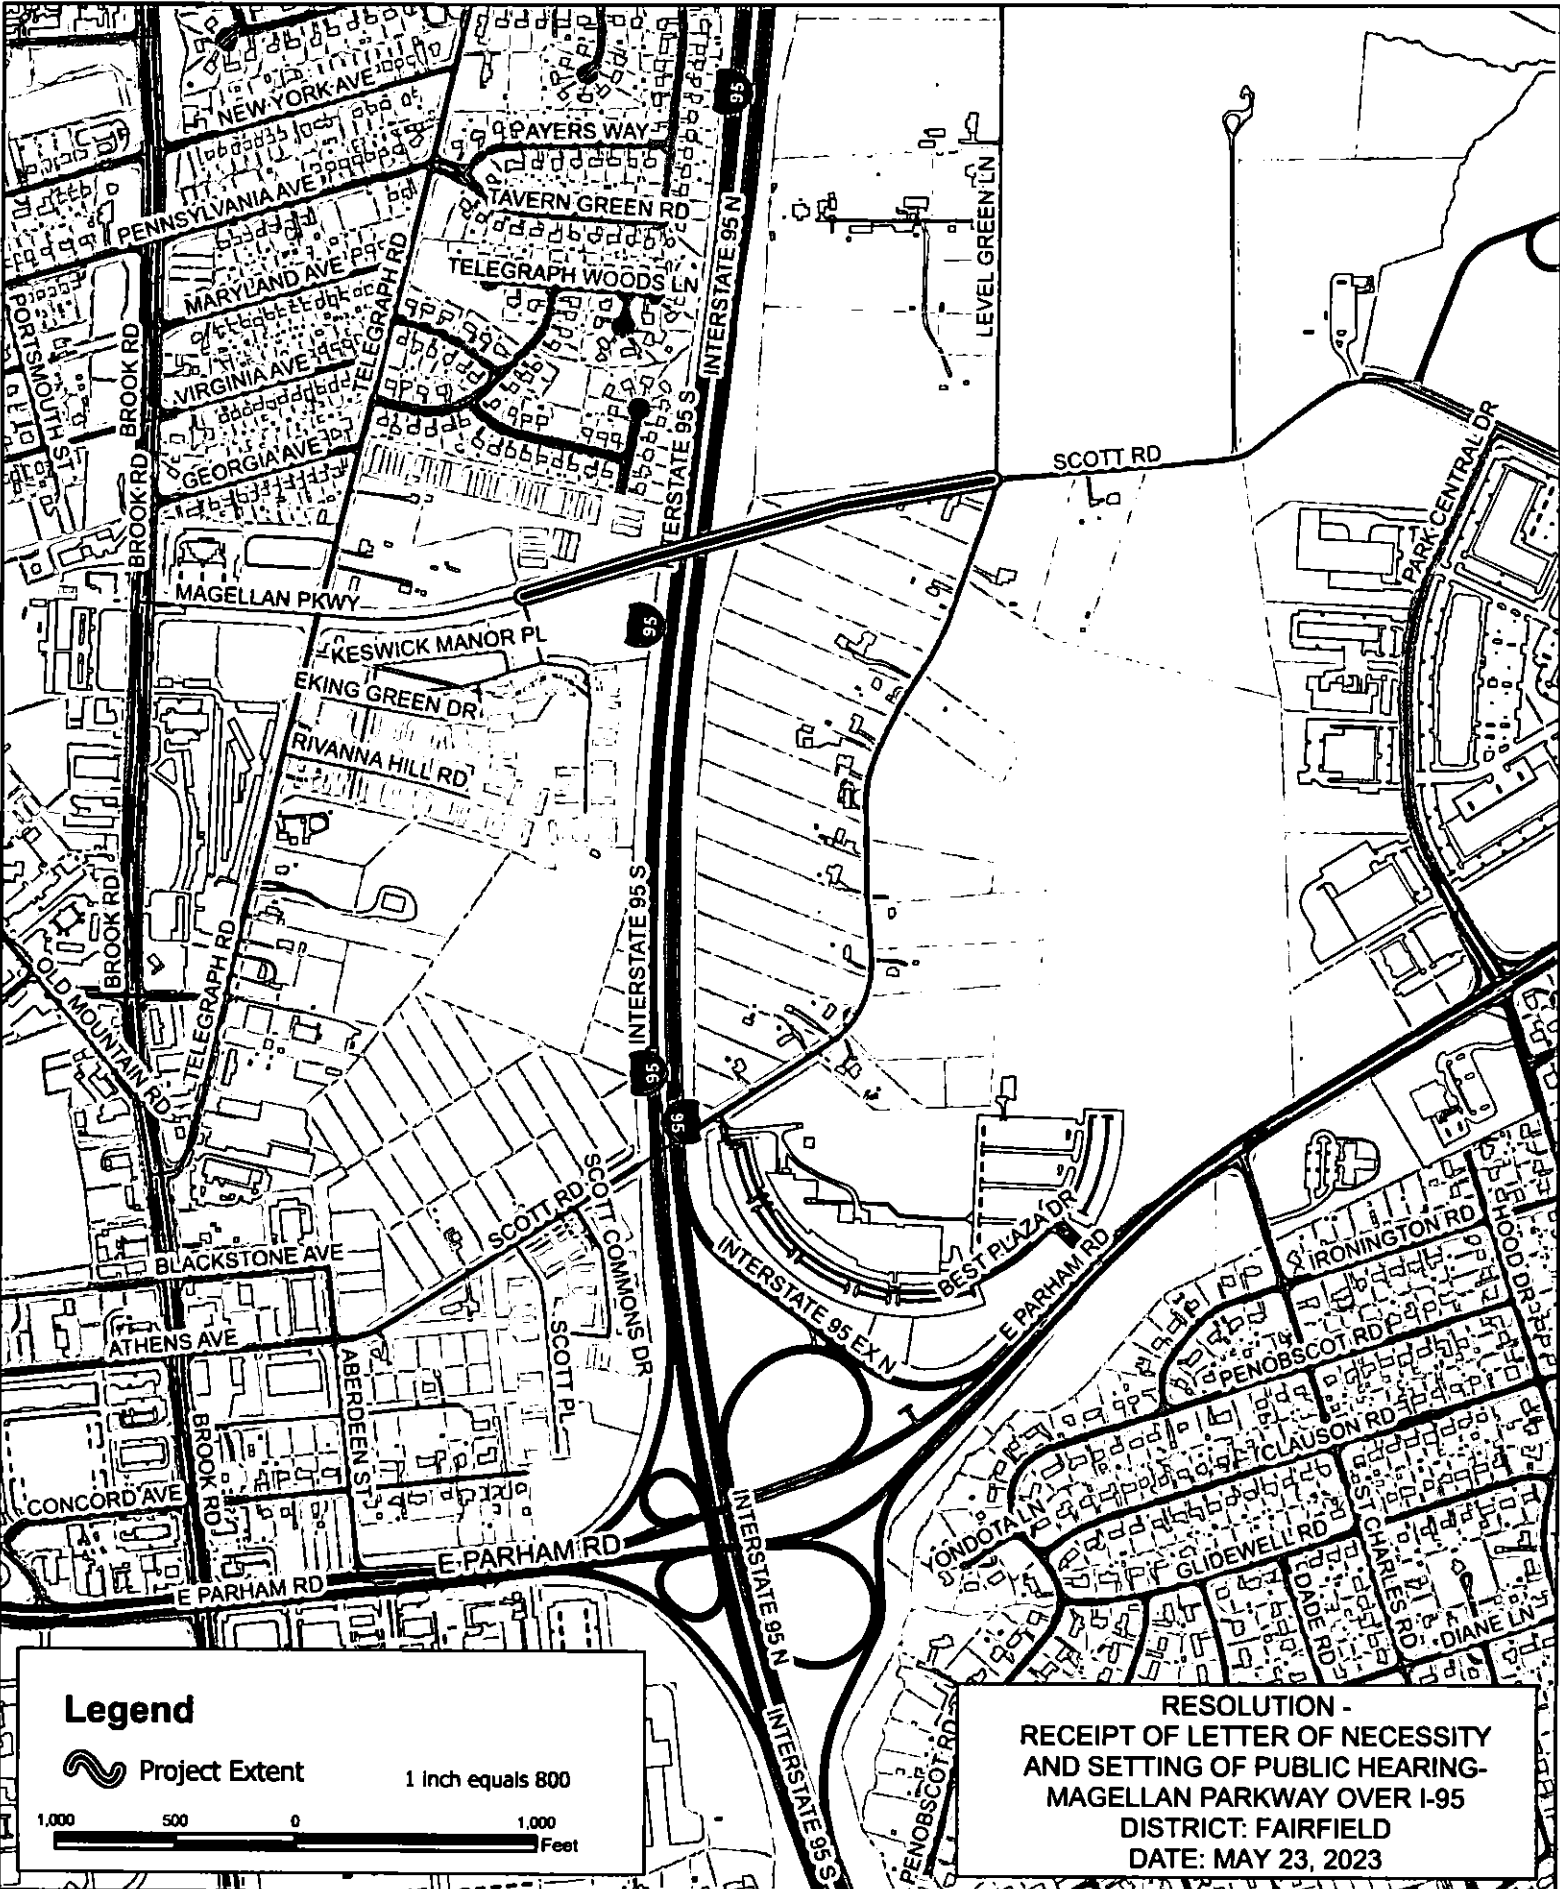 NEW YORK AVE
PAYERS WAY
PENNSYLVANIA AVE
TAVERN GREEN RD
MARYLAND AVE
TELEGRAPH RD
TELEGRAPH WOODS LN
INTERSTATE 95 N
LEVEL GREEN LN
95
PORTSMOUTH ST
BROOK RD
VIRGINIA AVE
GEORGIA AVE
BROOK RD
TERSTATE 95 S
SCOTT RD
PARK CENTRAL DR
MAGELLAN PKWY
95
KESWICK MANOR PL
EKING GREEN DR
RIVANNA HILL RD
BROOK RD
TELEGRAPH RD
INTERSTATE 95 S
OLD MOUNTAIN RD
95
95
SCOTT RD
SCOTT COMMONS DR
BLACKSTONE AVE
ATHENS AVE
ABERDEEN ST
SCOTT PL
INTERSTATE 95 EX N
BEST PLAZA DR
E PARHAM RD
IRONINGTON RD
HOOD DR
PENOBSCOT RD
CLAUSON RD
CONCORD AVE
BROOK RD
E PARHAM RD
E PARHAM RD
INTERSTATE 95 N
YONDOTA LN
GLIDEWELL RD
ST CHARLES RD
DADE RD
DIANE LN
PENOBSCOT RD
INTERSTATE 95 S
Legend
Project Extent
1 inch equals 800
1,000 500 0 1,000
Feet
RESOLUTION -
RECEIPT OF LETTER OF NECESSITY
AND SETTING OF PUBLIC HEARING-
MAGELLAN PARKWAY OVER I-95
DISTRICT: FAIRFIELD
DATE: MAY 23, 2023